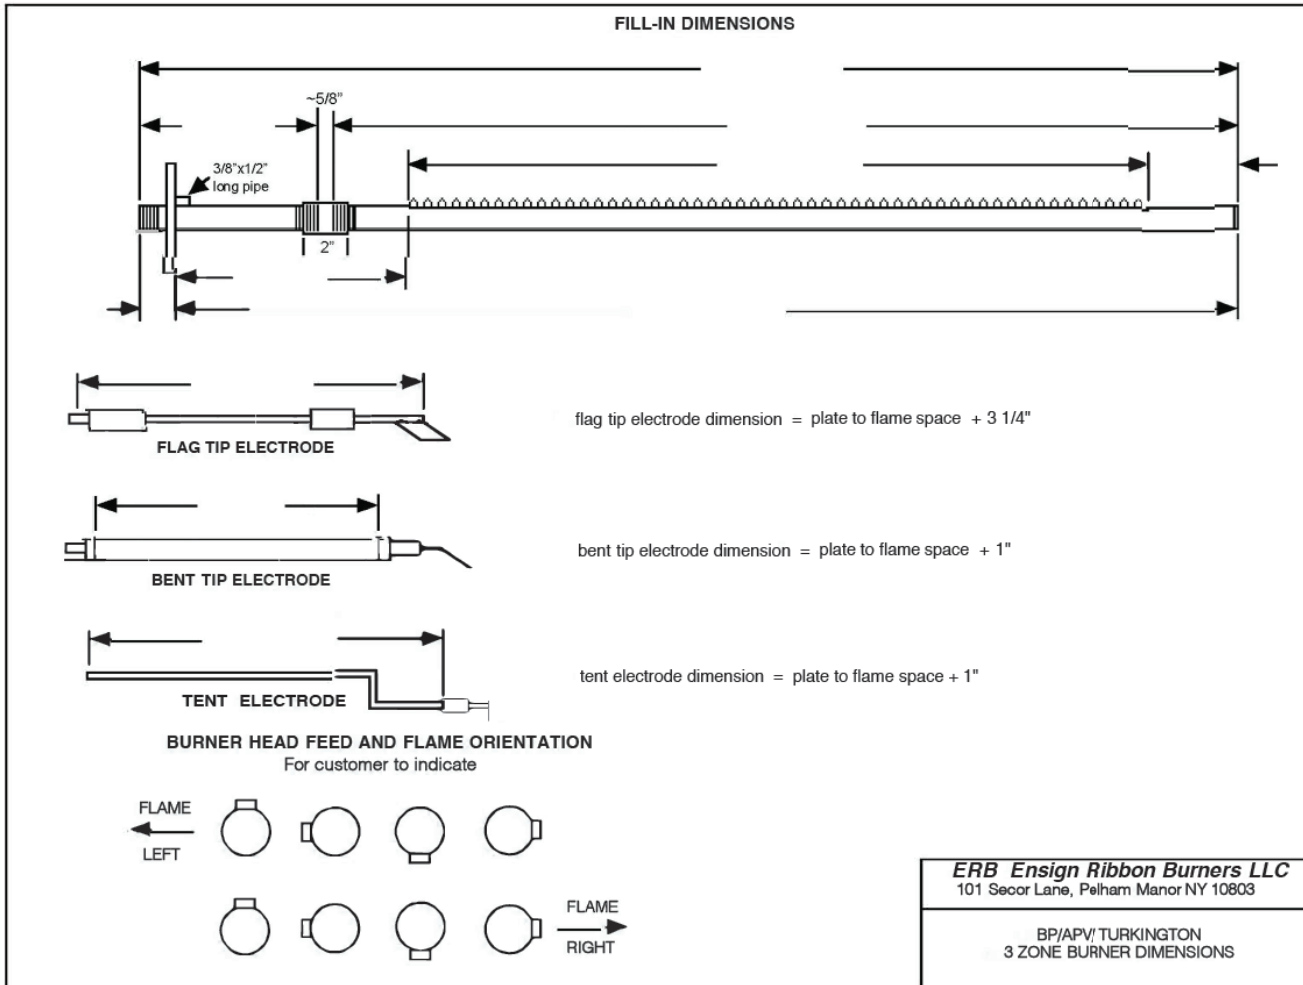 FILL-IN DIMENSIONS
~5/8"
3/8"x1/2"
long pipe
2"
flag tip electrode dimension = plate to flame space + 3 1/4"
FLAG TIP ELECTRODE
bent tip electrode dimension = plate to flame space + 1"
BENT TIP ELECTRODE
tent electrode dimension = plate to flame space + 1"
TENT ELECTRODE
BURNER HEAD FEED AND FLAME ORIENTATION
For customer to indicate
FLAME
LEFT
FLAME
RIGHT
ERB Ensign Ribbon Burners LLC
101 Secor Lane, Pelham Manor NY 10803
BP/APV/ TURKINGTON
3 ZONE BURNER DIMENSIONS